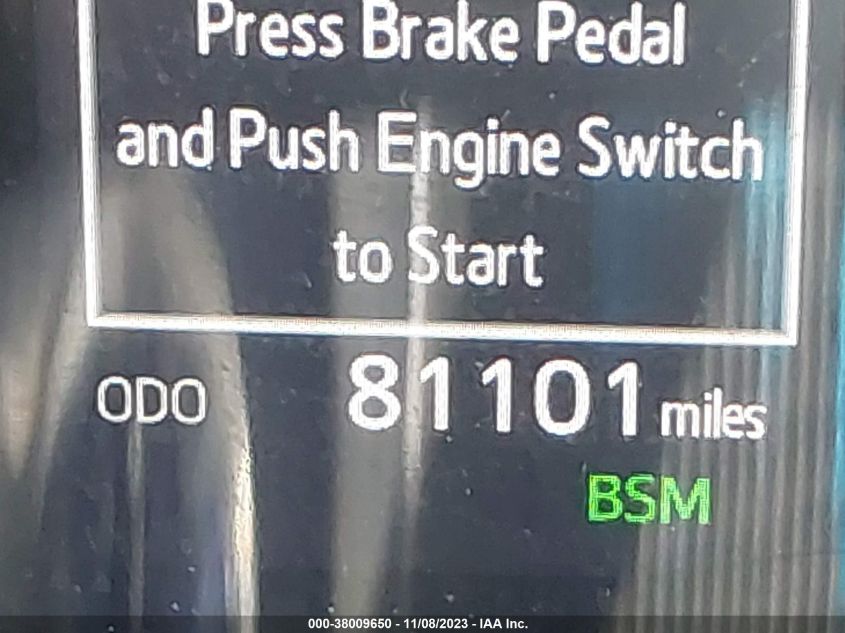 Press Brake Pedal
and Push Engine Switch
to Start
ODO 81101 miles
BSM
000-38009650 - 11/08/2023 - IAA Inc.